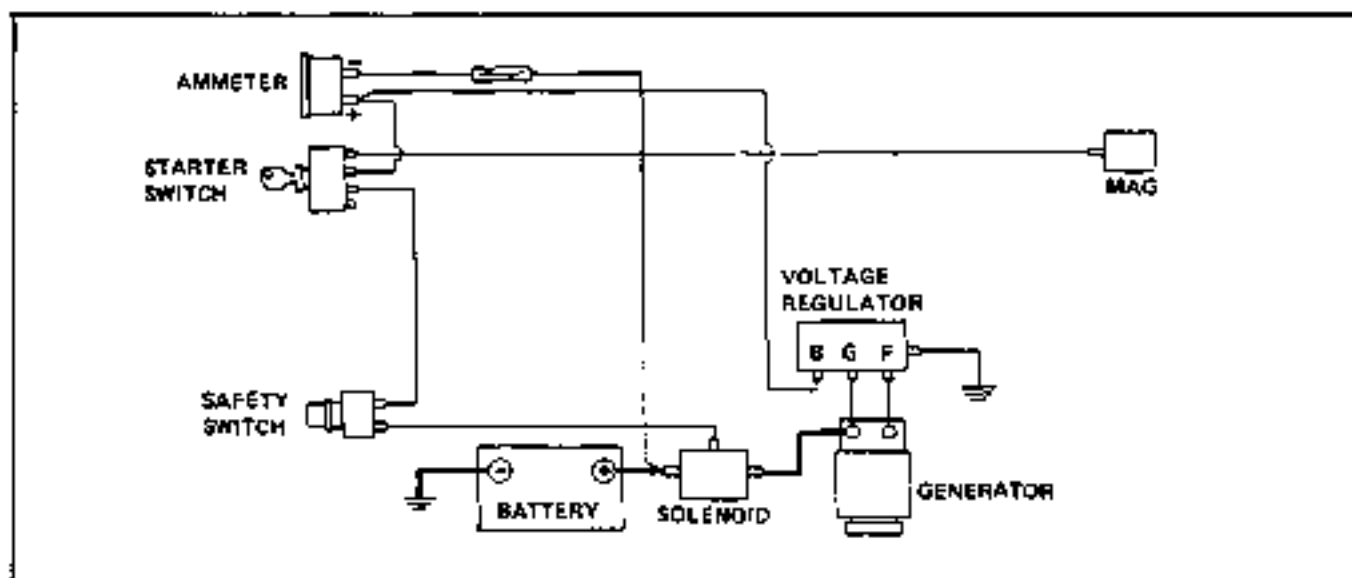 AMMETER
-
+
STARTER
SWITCH
MAG
VOLTAGE
REGULATOR
B G F
SAFETY
SWITCH
- +
BATTERY
SOLENOID
GENERATOR